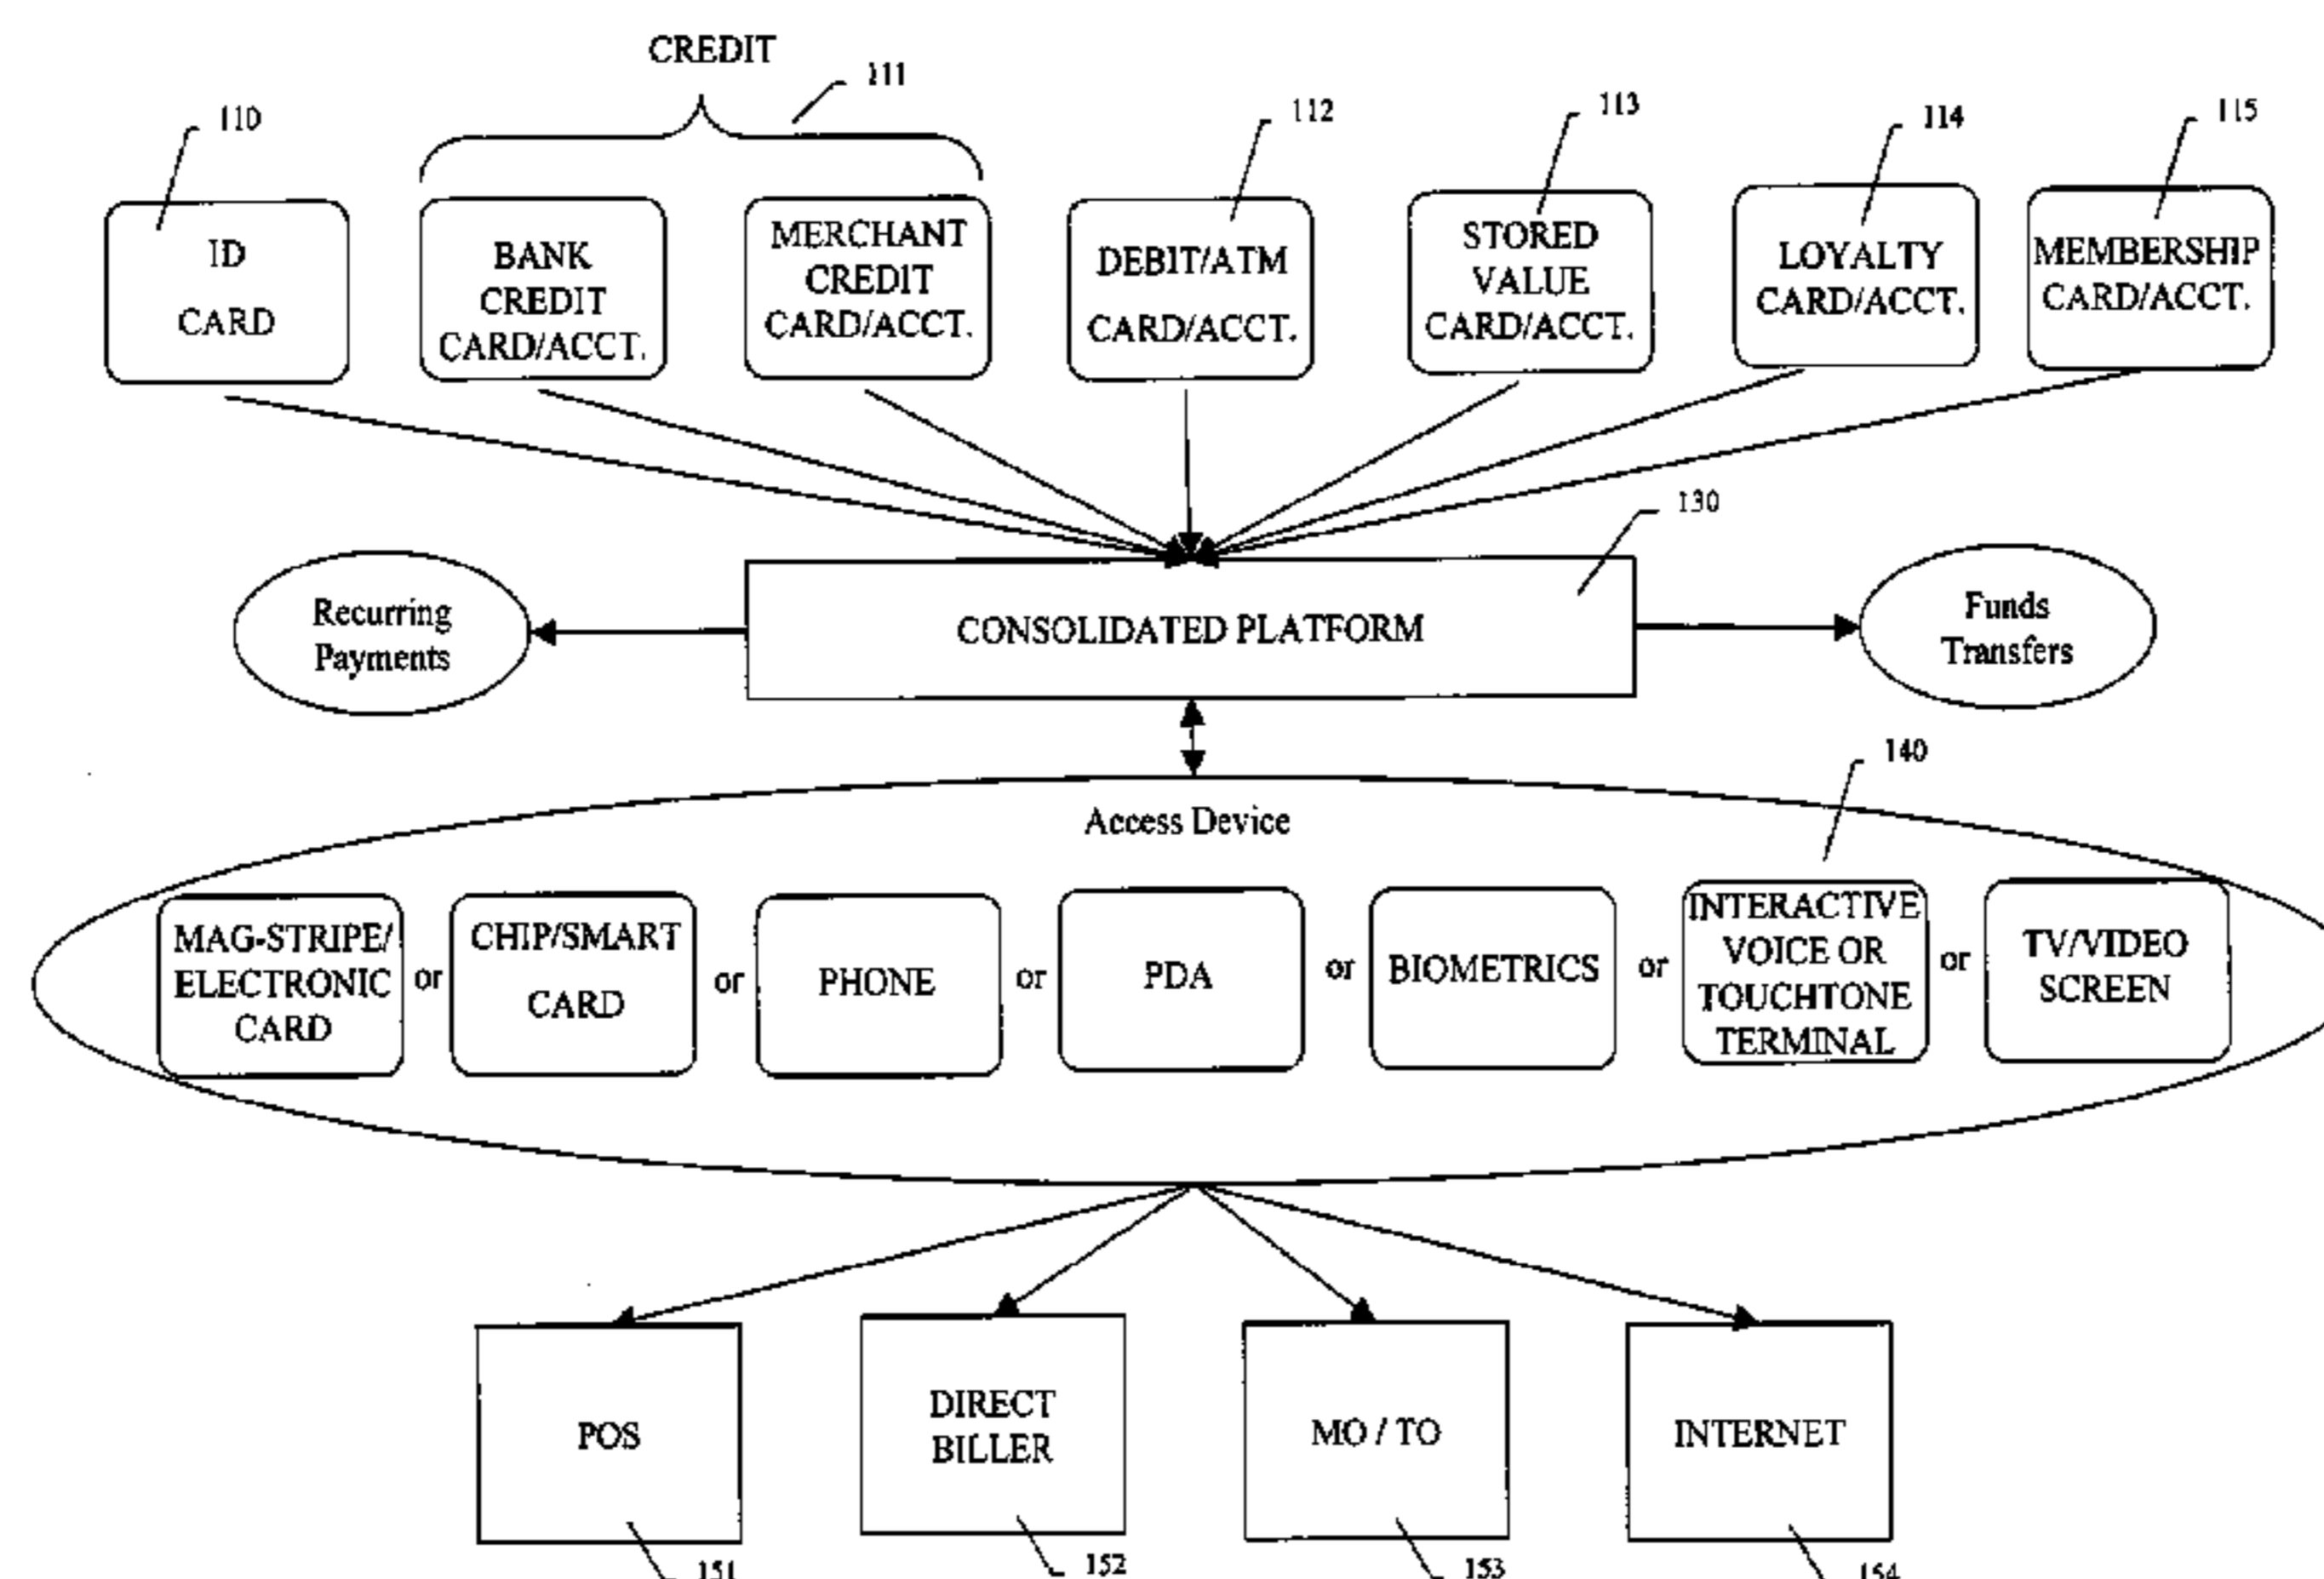 CREDIT
111
110
112
113
114
115
ID
CARD
BANK
CREDIT
CARD/ACCT.
MERCHANT
CREDIT
CARD/ACCT.
DEBIT/ATM
CARD/ACCT.
STORED
VALUE
CARD/ACCT.
LOYALTY
CARD/ACCT.
MEMBERSHIP
CARD/ACCT.
130
Recurring
Payments
CONSOLIDATED PLATFORM
Funds
Transfers
140
Access Device
MAG-STRIPE/
ELECTRONIC
CARD
or
CHIP/SMART
CARD
or
PHONE
or
PDA
or
BIOMETRICS
or
INTERACTIVE
VOICE OR
TOUCHTONE
TERMINAL
or
TV/VIDEO
SCREEN
POS
DIRECT
BILLER
MO / TO
INTERNET
151
152
153
154